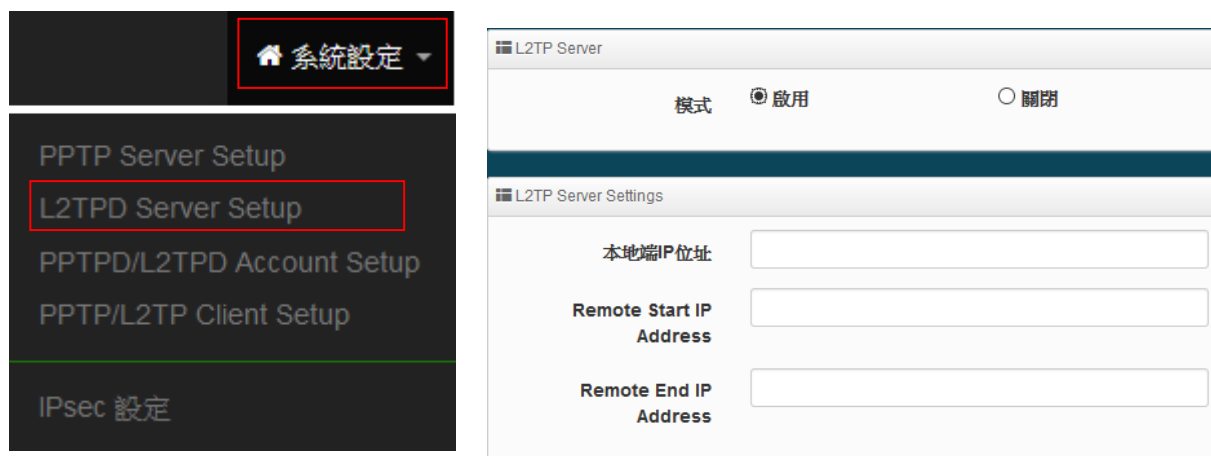 系統設定
PPTP Server Setup
L2TPD Server Setup
PPTPD/L2TPD Account Setup
PPTP/L2TP Client Setup
IPsec 設定
L2TP Server
模式 啟用 關閉
L2TP Server Settings
本地端IP位址
Remote Start IP
Address
Remote End IP
Address